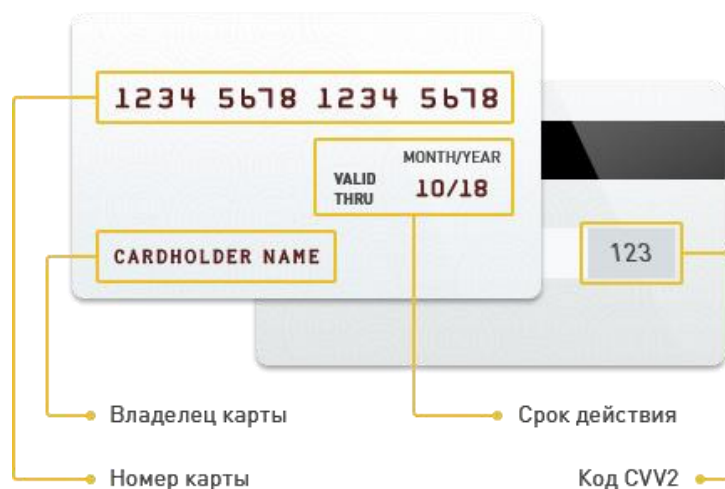 1234 5678 1234 5678
MONTH/YEAR
VALID
THRU
10/18
123
CARDHOLDER NAME
Владелец карты
Срок действия
Номер карты
Код CVV2